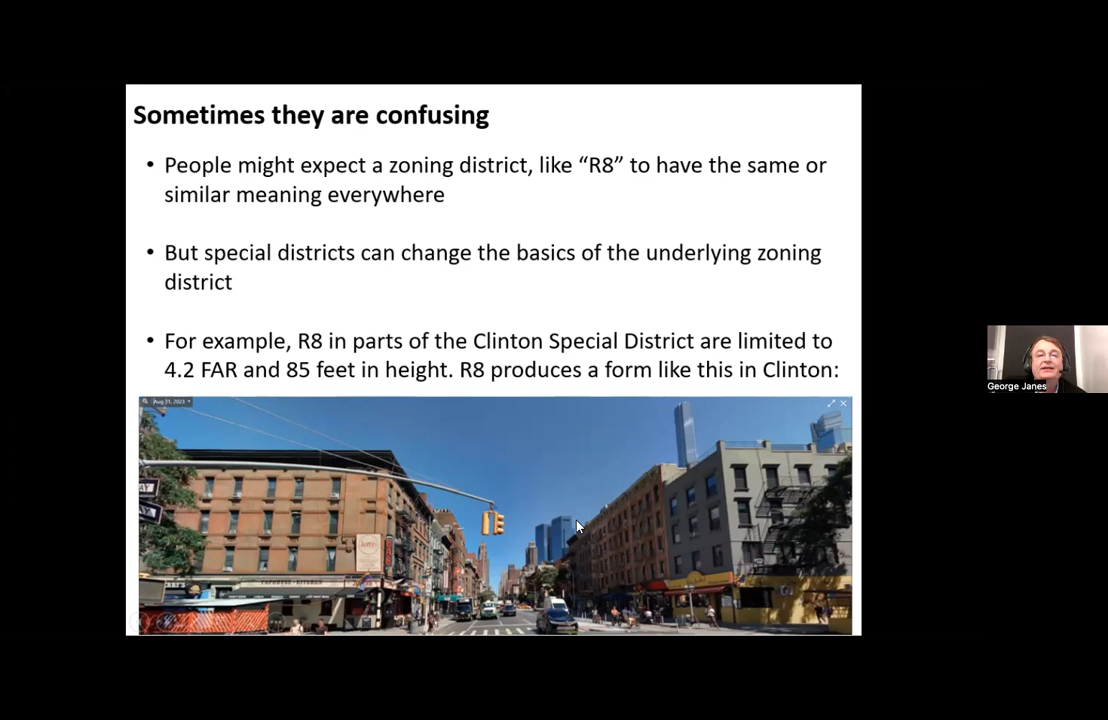 Sometimes they are confusing
• People might expect a zoning district, like “R8” to have the same or
similar meaning everywhere
• But special districts can change the basics of the underlying zoning
district
• For example, R8 in parts of the Clinton Special District are limited to
4.2 FAR and 85 feet in height. R8 produces a form like this in Clinton:
Aug 31, 2023
George Janes